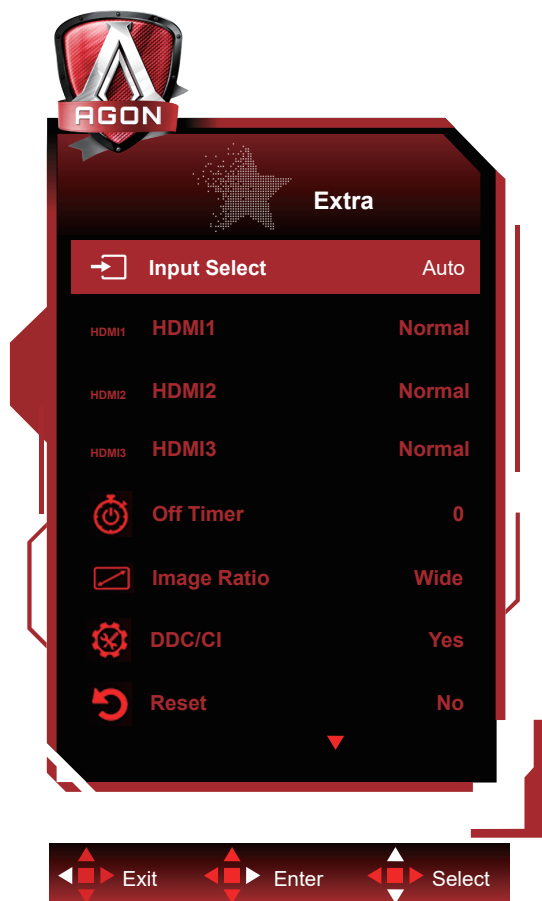 AGON
Extra
Input Select Auto
HDMI1 HDMI1 Normal
HDMI2 HDMI2 Normal
HDMI3 HDMI3 Normal
Off Timer 0
Image Ratio Wide
DDC/CI Yes
Reset No
Exit Enter Select